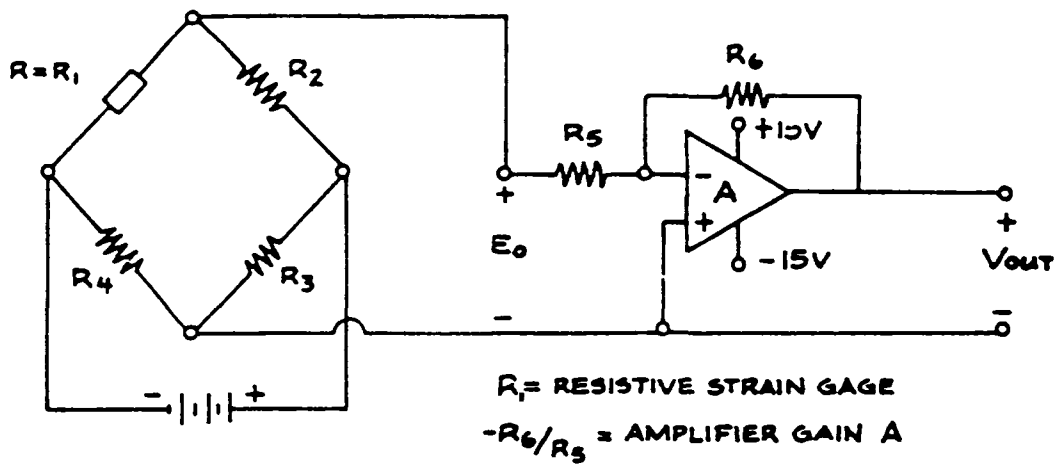 R=R1
R2
R4
R3
- +
+
E0
-
R5
R6
+15V
-
A
+
-15V
+
VOUT
-
R1= RESISTIVE STRAIN GAGE
-R6/R5 = AMPLIFIER GAIN A